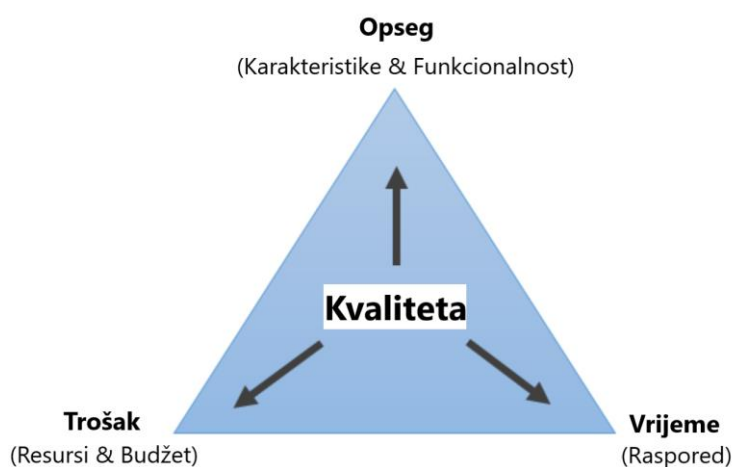 Opseg
(Karakteristike & Funkcionalnost)
Kvaliteta
Trošak
(Resursi & Budžet)
Vrijeme
(Raspored)